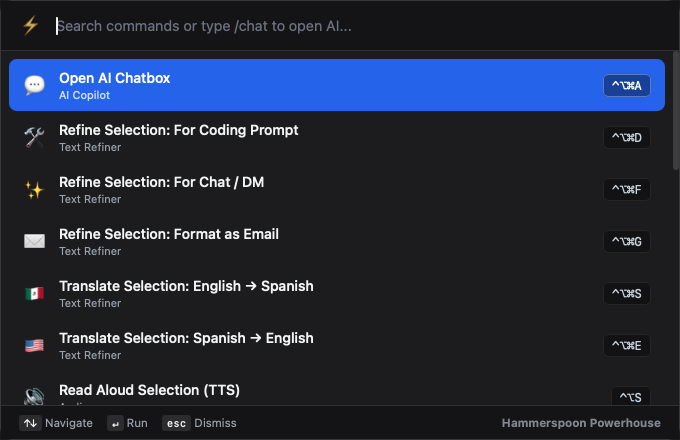 Search commands or type /chat to open AI...
Open AI Chatbox
AI Copilot
^⌥⌘A
Refine Selection: For Coding Prompt
Text Refiner
^⌥⌘D
Refine Selection: For Chat / DM
Text Refiner
^⌥⌘F
Refine Selection: Format as Email
Text Refiner
^⌥⌘G
Translate Selection: English → Spanish
Text Refiner
^⌥⌘S
Translate Selection: Spanish → English
Text Refiner
^⌥⌘E
Read Aloud Selection (TTS)
^⌥S
↑↓ Navigate ↵ Run esc Dismiss
Hammerspoon Powerhouse